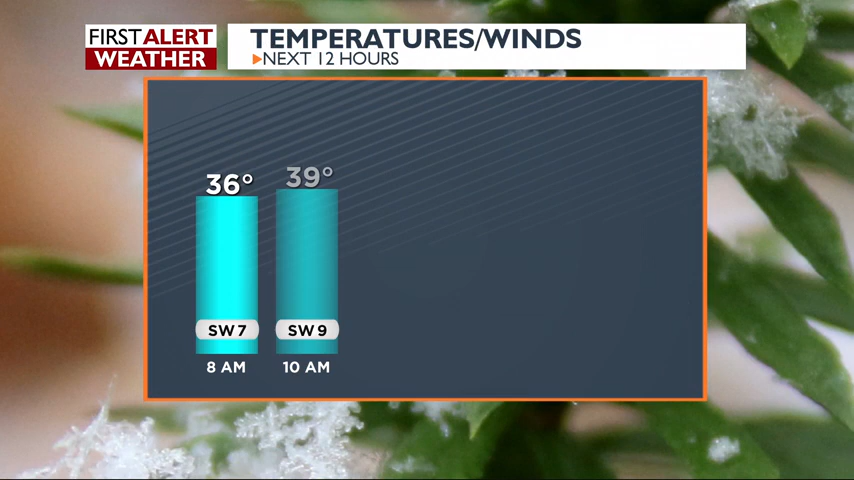 FIRST ALERT
WEATHER
TEMPERATURES/WINDS
NEXT 12 HOURS
36°
39°
SW 7
SW 9
8 AM
10 AM